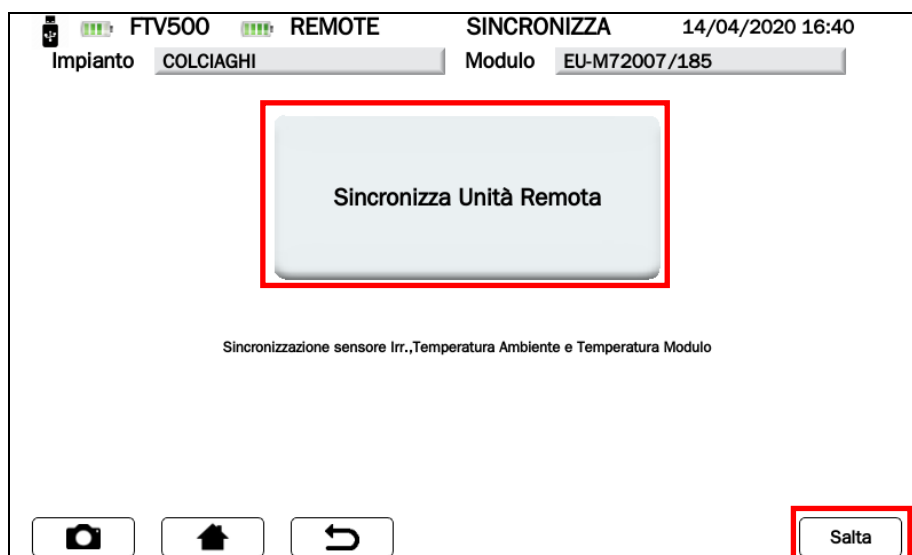 FTV500 REMOTE SINCRONIZZA 14/04/2020 16:40
Impianto COLCIAGHI Modulo EU-M72007/185
Sincronizza Unità Remota
Sincronizzazione sensore Irr.,Temperatura Ambiente e Temperatura Modulo
Salta